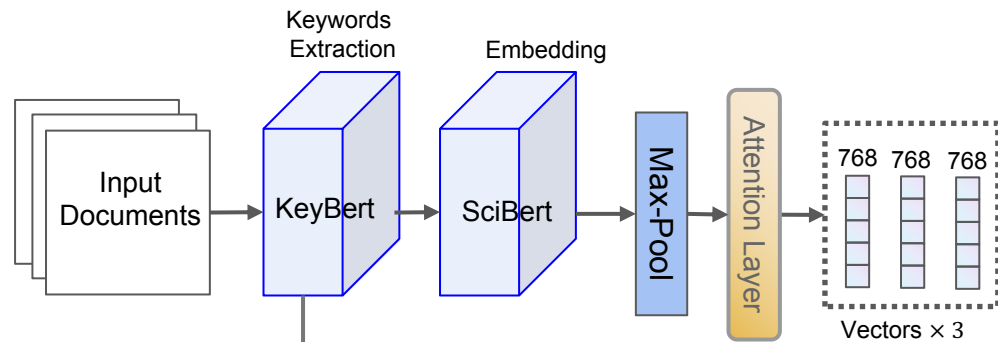 Keywords
Extraction
Embedding
Input
Documents
KeyBert
SciBert
Max-Pool
Attention Layer
768 768 768
Vectors × 3